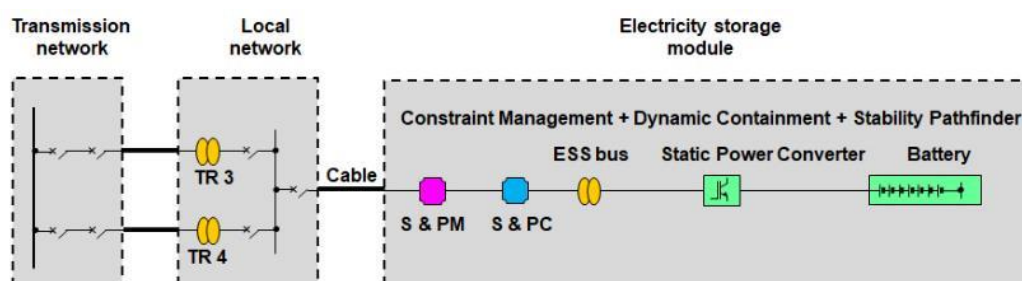 Transmission
network
Local
network
Electricity storage
module
Constraint Management + Dynamic Containment + Stability Pathfinder
ESS bus
Static Power Converter
Battery
TR 3
Cable
S & PM
S & PC
TR 4